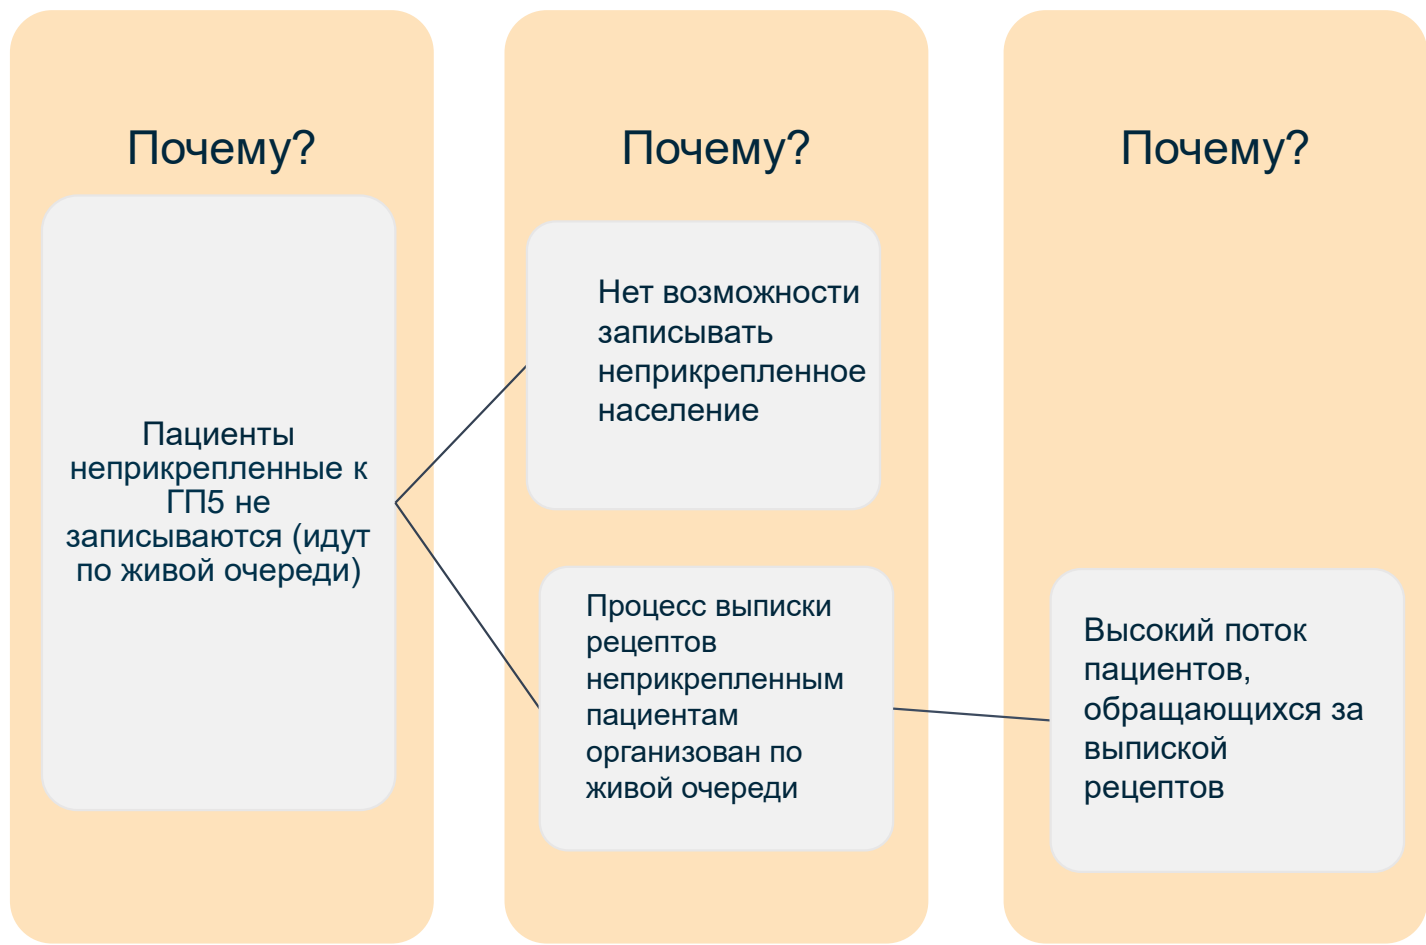 Почему?
Пациенты
неприкрепленные к
ГП5 не
записываются (идут
по живой очереди)
Почему?
Нет возможности
записывать
неприкрепленное
население
Процесс выписки
рецептов
неприкрепленным
пациентам
организован по
живой очереди
Почему?
Высокий поток
пациентов,
обращающихся за
выпиской
рецептов